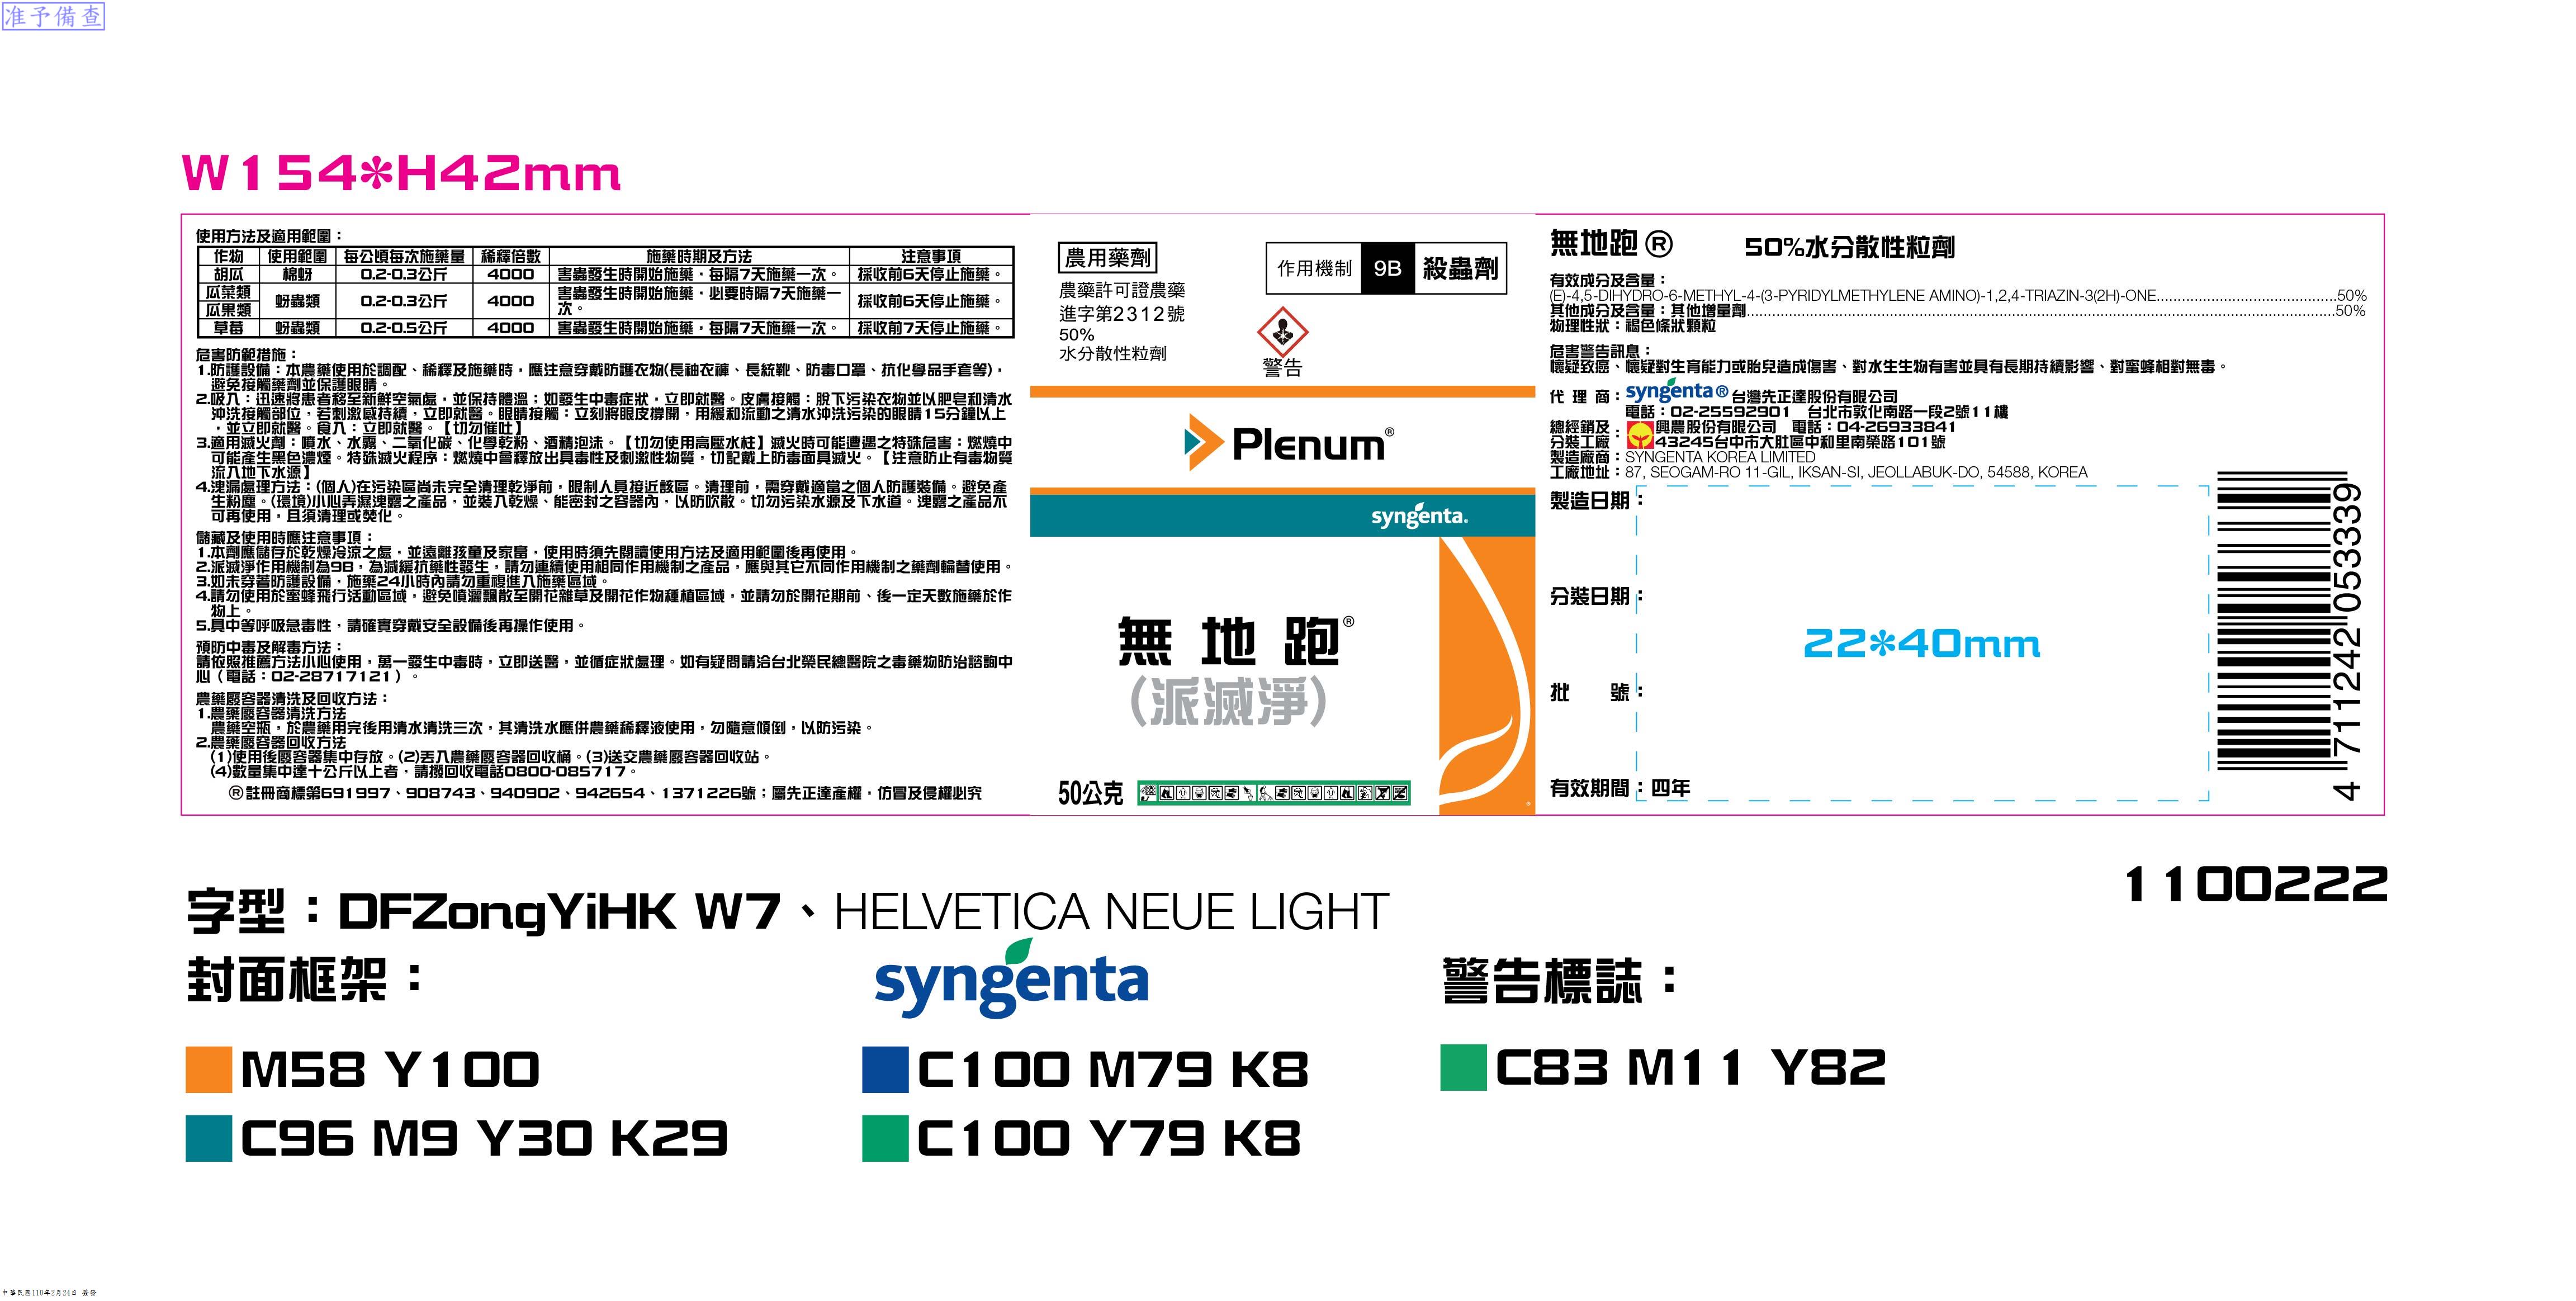 准予備查
W154*H42mm
使用方法及適用範圍：
作物 使用範圍 每公頃每次施藥量 稀釋倍數 施藥時期及方法 注意事項
胡瓜 棉蚜 0.2-0.3公斤 4000 害蟲發生時開始施藥，每隔7天施藥一次。 採收前6天停止施藥。
瓜菜類
瓜果類 蚜蟲類 0.2-0.3公斤 4000 害蟲發生時開始施藥，必要時隔7天施藥一
次。 採收前6天停止施藥。
草莓 蚜蟲類 0.2-0.5公斤 4000 害蟲發生時開始施藥，每隔7天施藥一次。 採收前7天停止施藥。
危害防範措施：
1.防護設備：本農藥使用於調配、稀釋及施藥時，應注意穿戴防護衣物(長袖衣褲、長統靴、防毒口罩、抗化學品手套等)，
避免接觸藥劑並保護眼睛。
2.吸入：迅速將患者移至新鮮空氣處，並保持體溫；如發生中毒症狀，立即就醫。皮膚接觸：脫下污染衣物並以肥皂和清水
沖洗接觸部位，若刺激感持續，立即就醫。眼睛接觸：立刻將眼皮撐開，用緩和流動之清水沖洗污染的眼睛15分鐘以上
，並立即就醫。食入：立即就醫。【切勿催吐】
3.適用滅火劑：噴水、水霧、二氧化碳、化學乾粉、酒精泡沫。【切勿使用高壓水柱】滅火時可能遭遇之特殊危害：燃燒中
可能產生黑色濃煙。特殊滅火程序：燃燒中會釋放出具毒性及刺激性物質，切記戴上防毒面具滅火。【注意防止有毒物質
流入地下水源】
4.洩漏處理方法：(個人)在污染區尚未完全清理乾淨前，限制人員接近該區。清理前，需穿戴適當之個人防護裝備。避免產
生粉塵。(環境)小心弄濕洩露之產品，並裝入乾燥、能密封之容器內，以防吹散。切勿污染水源及下水道。洩露之產品不
可再使用，且須清理或焚化。
儲藏及使用時應注意事項：
1.本劑應儲存於乾燥冷涼之處，並遠離孩童及家畜，使用時須先閱讀使用方法及適用範圍後再使用。
2.派滅淨作用機制為9B，為減緩抗藥性發生，請勿連續使用相同作用機制之產品，應與其它不同作用機制之藥劑輪替使用。
3.如未穿著防護設備，施藥24小時內請勿重複進入施藥區域。
4.請勿使用於蜜蜂飛行活動區域，避免噴灑飄散至開花雜草及開花作物種植區域，並請勿於開花期前、後一定天數施藥於作
物上。
5.具中等呼吸急毒性，請確實穿戴安全設備後再操作使用。
預防中毒及解毒方法：
請依照推薦方法小心使用，萬一發生中毒時，立即送醫，並循症狀處理。如有疑問請洽台北榮民總醫院之毒藥物防治諮詢中
心（電話：02-28717121）。
農藥廢容器清洗及回收方法：
1.農藥廢容器清洗方法
農藥空瓶，於農藥用完後用清水清洗三次，其清洗水應併農藥稀釋液使用，勿隨意傾倒，以防污染。
2.農藥廢容器回收方法
(1)使用後廢容器集中存放。(2)丟入農藥廢容器回收桶。(3)送交農藥廢容器回收站。
(4)數量集中達十公斤以上者，請撥回收電話0800-085717。
®註冊商標第691997、908743、940902、942654、1371226號；屬先正達產權，仿冒及侵權必究
農用藥劑
農藥許可證農藥
進字第2312號
50%
水分散性粒劑
作用機制 9B 殺蟲劑
警告
Plenum®
syngenta.
無地跑®
(派滅淨)
50公克
無地跑® 50%水分散性粒劑
有效成分及含量：
(E)-4,5-DIHYDRO-6-METHYL-4-(3-PYRIDYLMETHYLENE AMINO)-1,2,4-TRIAZIN-3(2H)-ONE......50%
其他成分及含量：其他增量劑......50%
物理性狀：褐色條狀顆粒
危害警告訊息：
懷疑致癌、懷疑對生育能力或胎兒造成傷害、對水生生物有害並具有長期持續影響、對蜜蜂相對無毒。
代理商：syngenta®台灣先正達股份有限公司
電話：02-25592901 台北市敦化南路一段2號11樓
總經銷及
分裝工廠：興農股份有限公司 電話：04-26933841
43245台中市大肚區中和里南榮路101號
製造廠商：SYNGENTA KOREA LIMITED
工廠地址：87, SEOGAM-RO 11-GIL, IKSAN-SI, JEOLLABUK-DO, 54588, KOREA
製造日期：
分裝日期：
22*40mm
批 號：
有效期間：四年
4 711242 053339
1100222
字型：DFZongYiHK W7、HELVETICA NEUE LIGHT
封面框架：
syngenta
警告標誌：
M58 Y100
C100 M79 K8
C83 M11 Y82
C96 M9 Y30 K29
C100 Y79 K8
中華民國110年2月24日 簽發